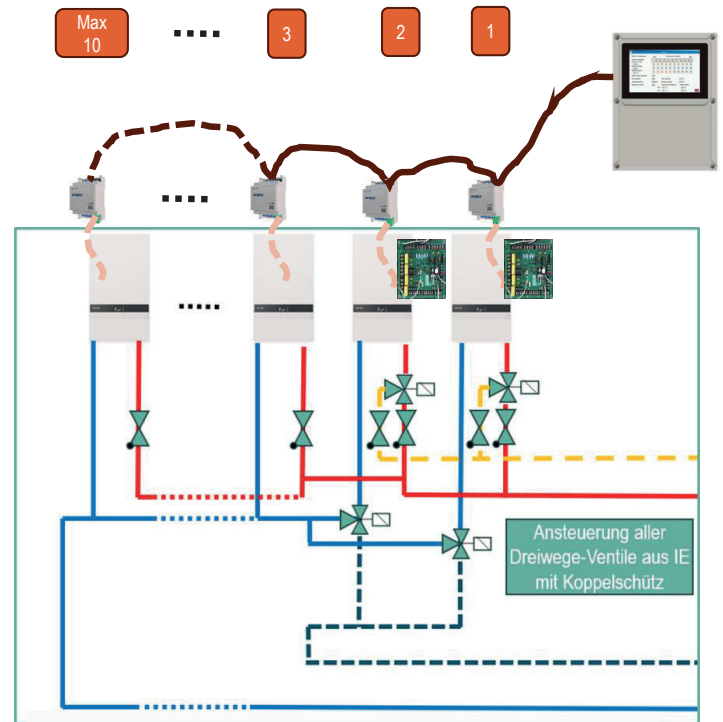 Max
10
3
2
1
Ansteuerung aller
Dreiwege-Ventile aus IE
mit Koppelschütz